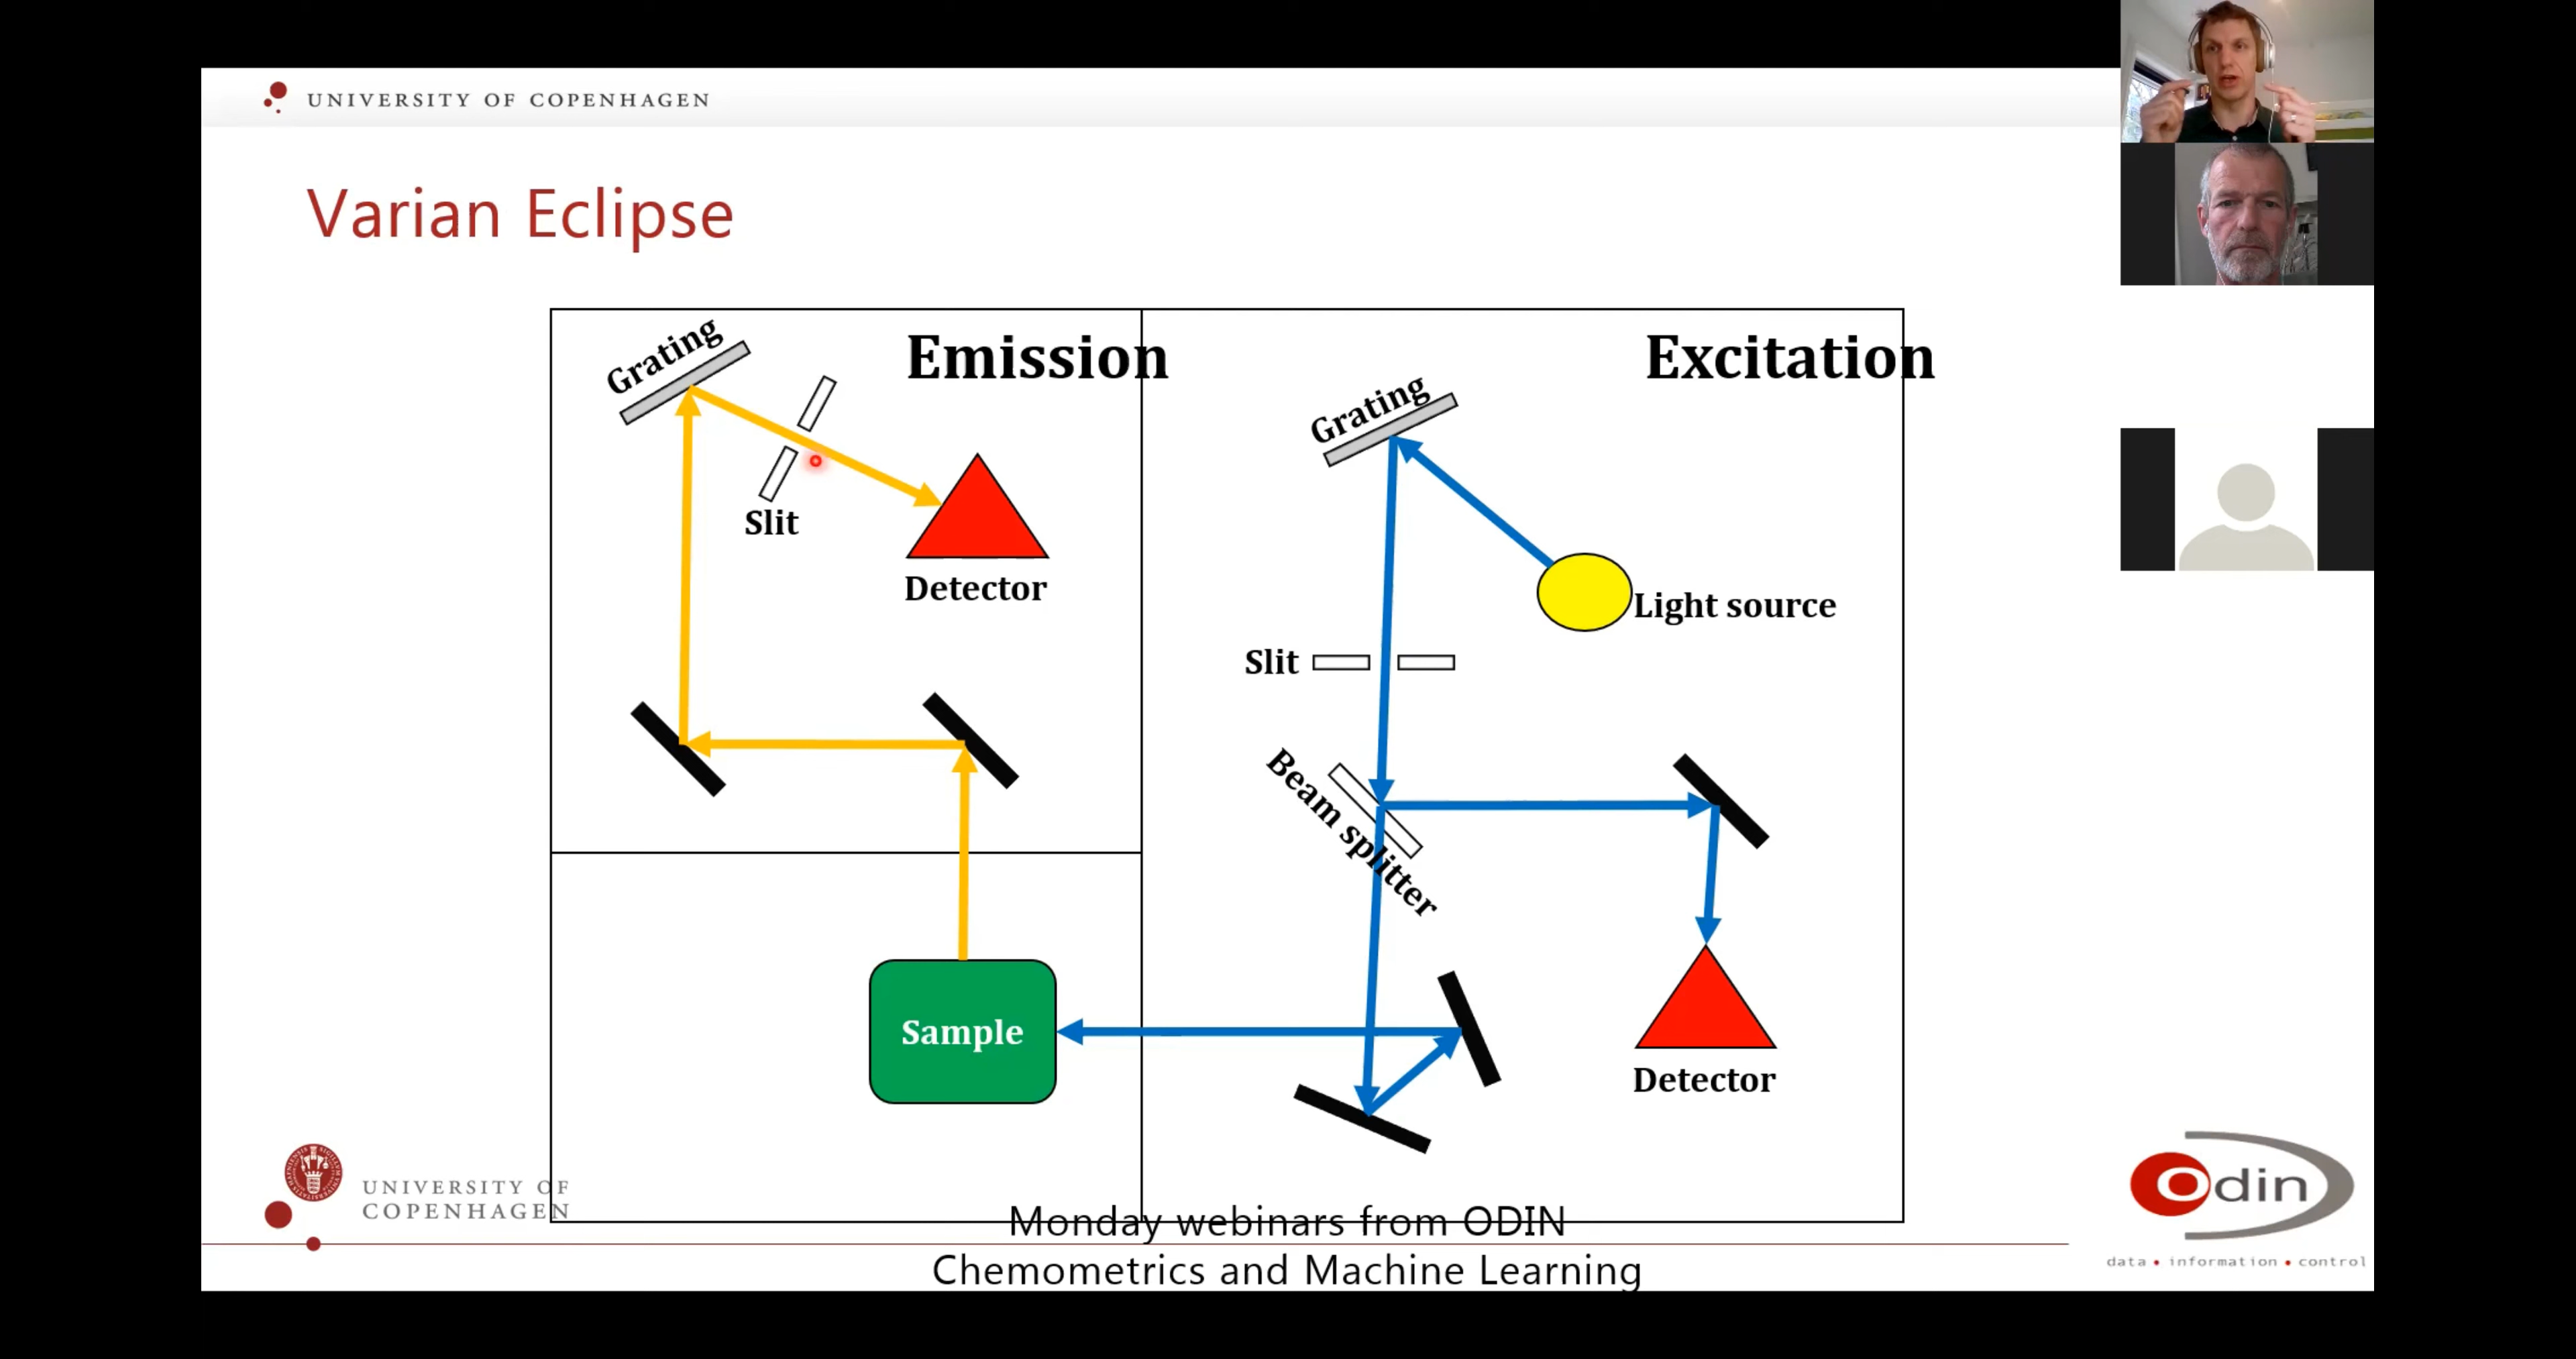 UNIVERSITY OF COPENHAGEN
Varian Eclipse
Grating
Emission
Slit
Detector
Excitation
Grating
Light source
Slit
Beam splitter
Sample
Detector
UNIVERSITY OF
COPENHAGEN
Monday webinars from ODIN
Chemometrics and Machine Learning
Odin
data • information • control